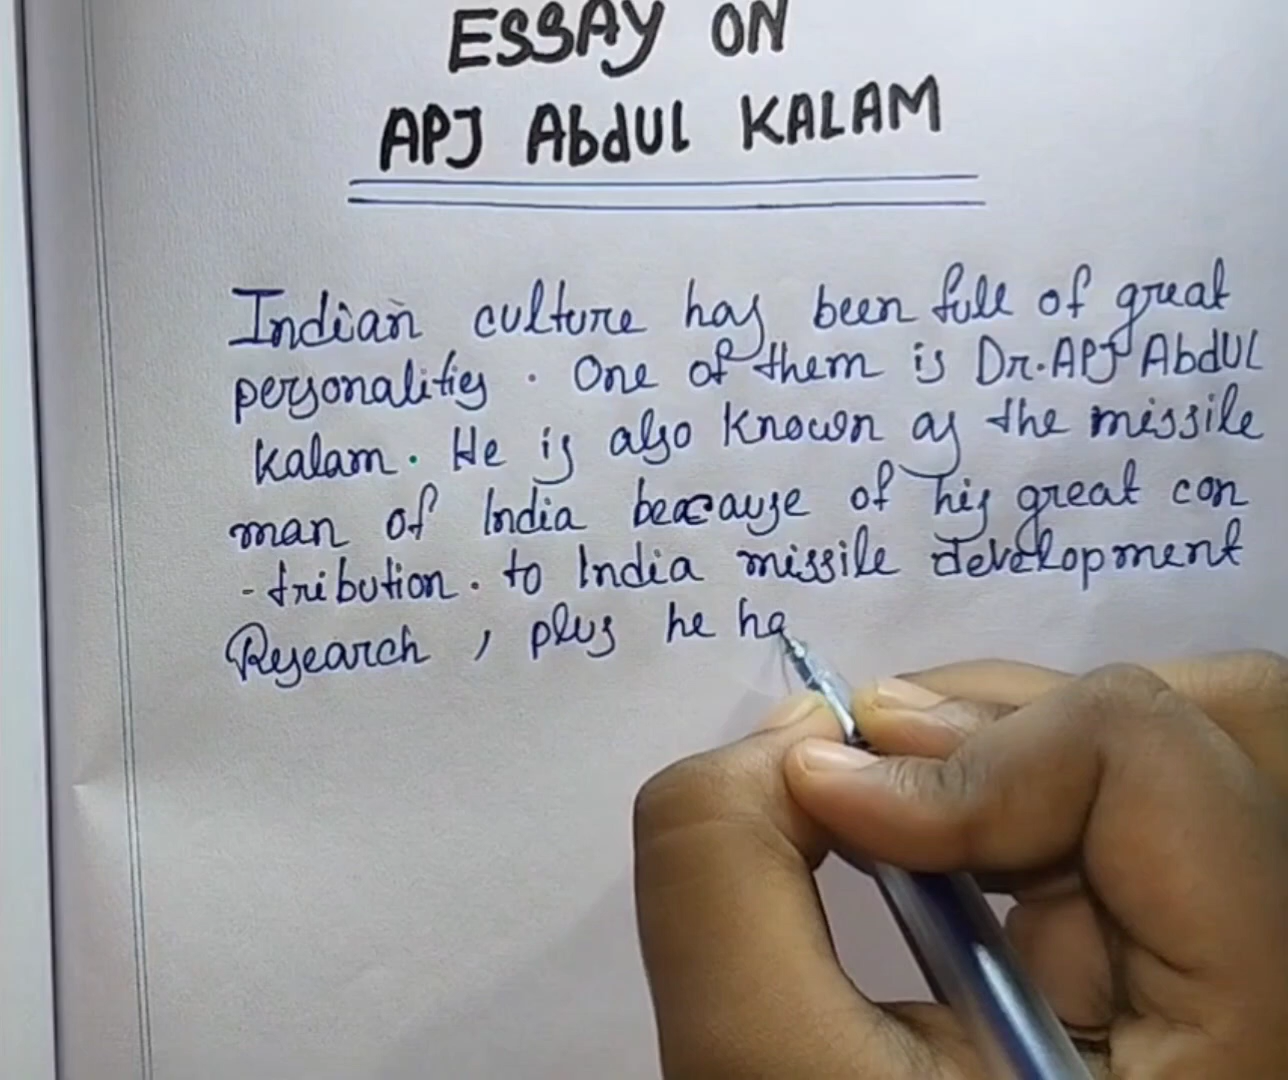 ESSAY ON
APJ AbdUL KALAM
Indian culture has been full of great
personalities. One of them is Dr. APJ AbdUL
Kalam. He is also known as the missile
man of India because of his great con
-tribution. to India missile development
Research, plus he ha